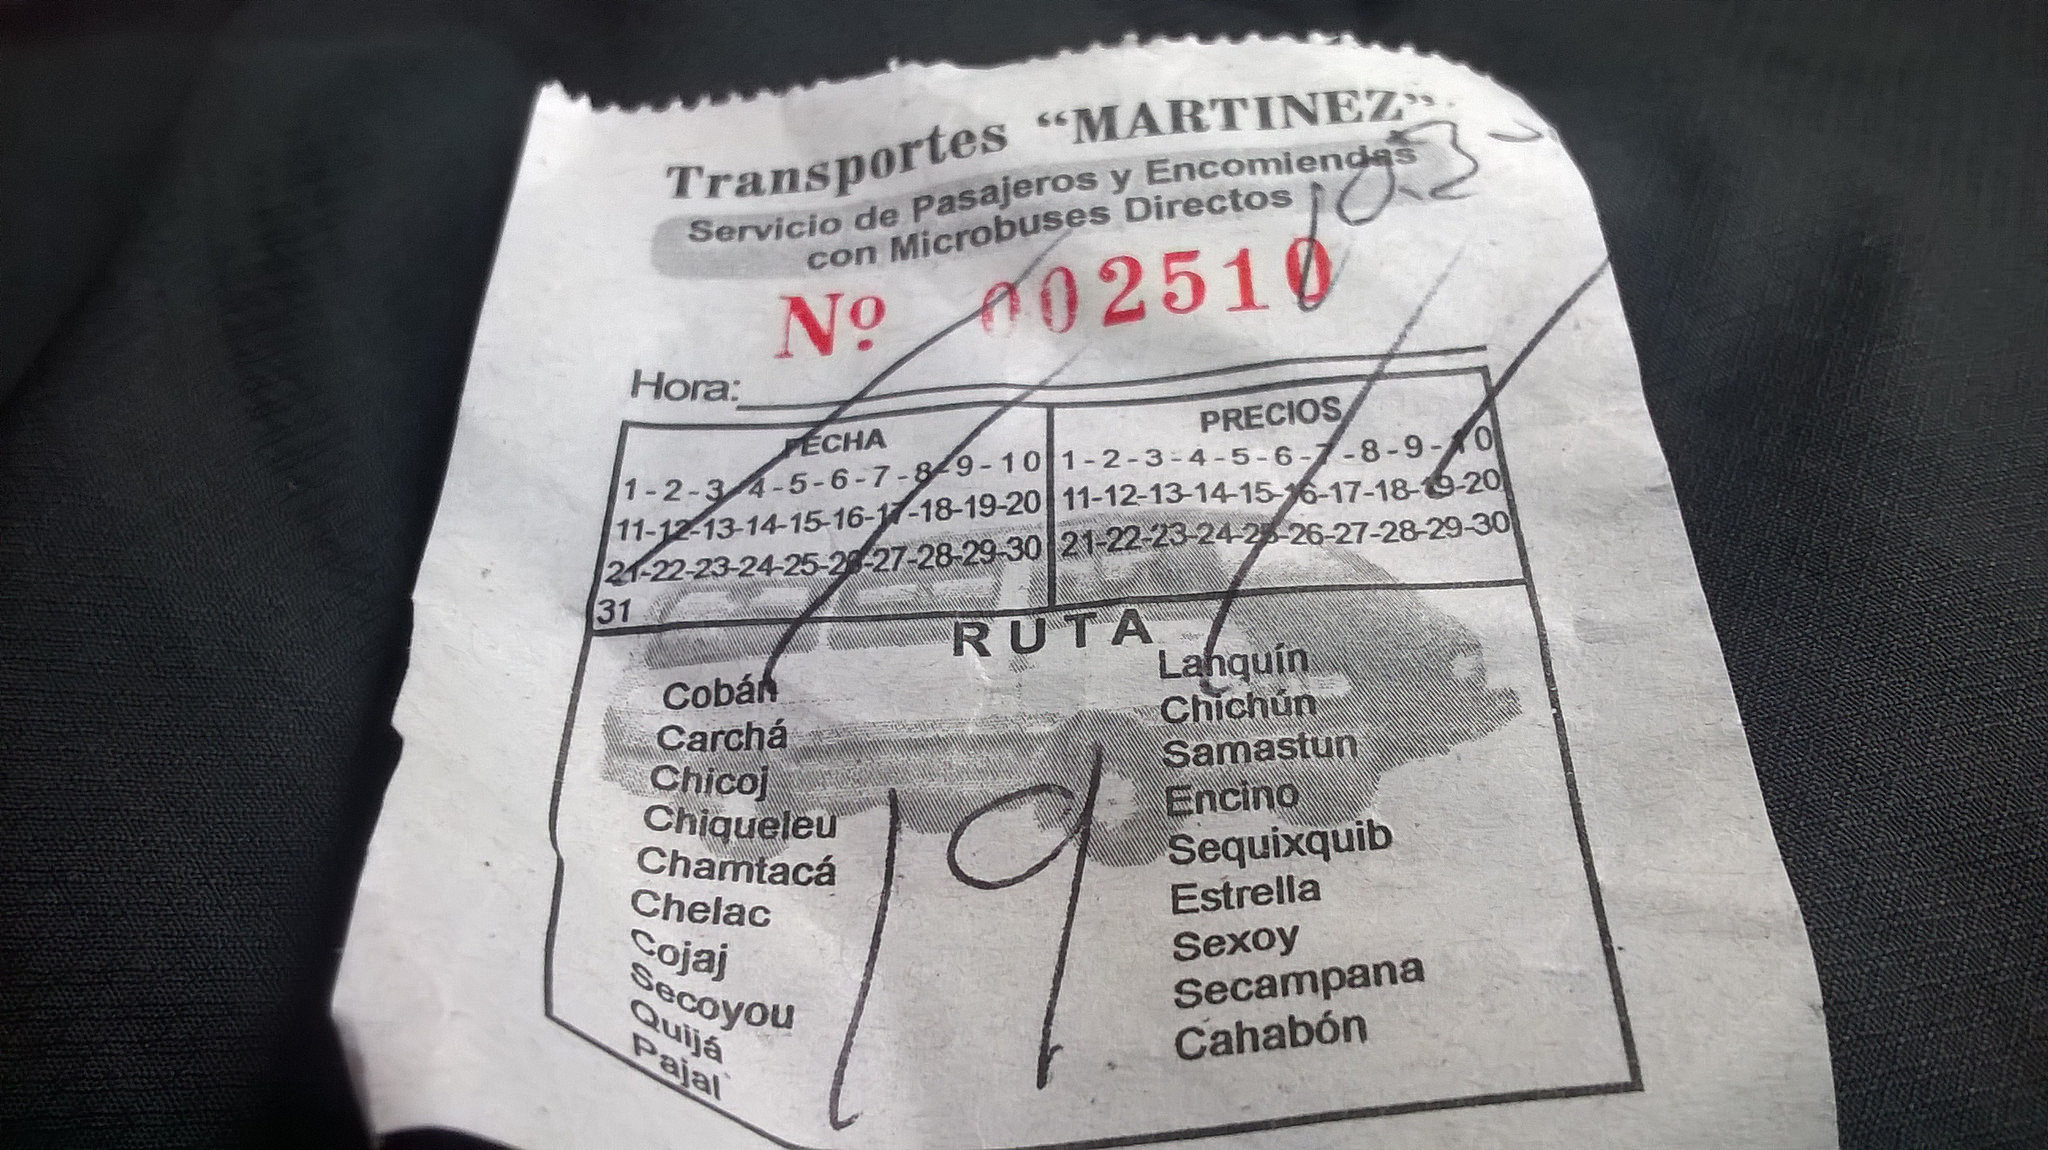 Transportes “MARTINEZ”
Servicio de Pasajeros y Encomiendas
con Microbuses Directos
Nº 002510
Hora:
FECHA
1 - 2 - 3 - 4 - 5 - 6 - 7 - 8 - 9 - 10
11-12-13-14-15-16-17-18-19-20
21-22-23-24-25-26-27-28-29-30
31
PRECIOS
1 - 2 - 3 - 4 - 5 - 6 - 7 - 8 - 9 - 10
11-12-13-14-15-16-17-18-19-20
21-22-23-24-25-26-27-28-29-30
RUTA
Cobán
Carchá
Chicoj
Chiqueleu
Chamtacá
Chelac
Cojaj
Secoyou
Quijá
Pajal
19
Lanquín
Chichún
Samastun
Encino
Sequixquib
Estrella
Sexoy
Secampana
Cahabón